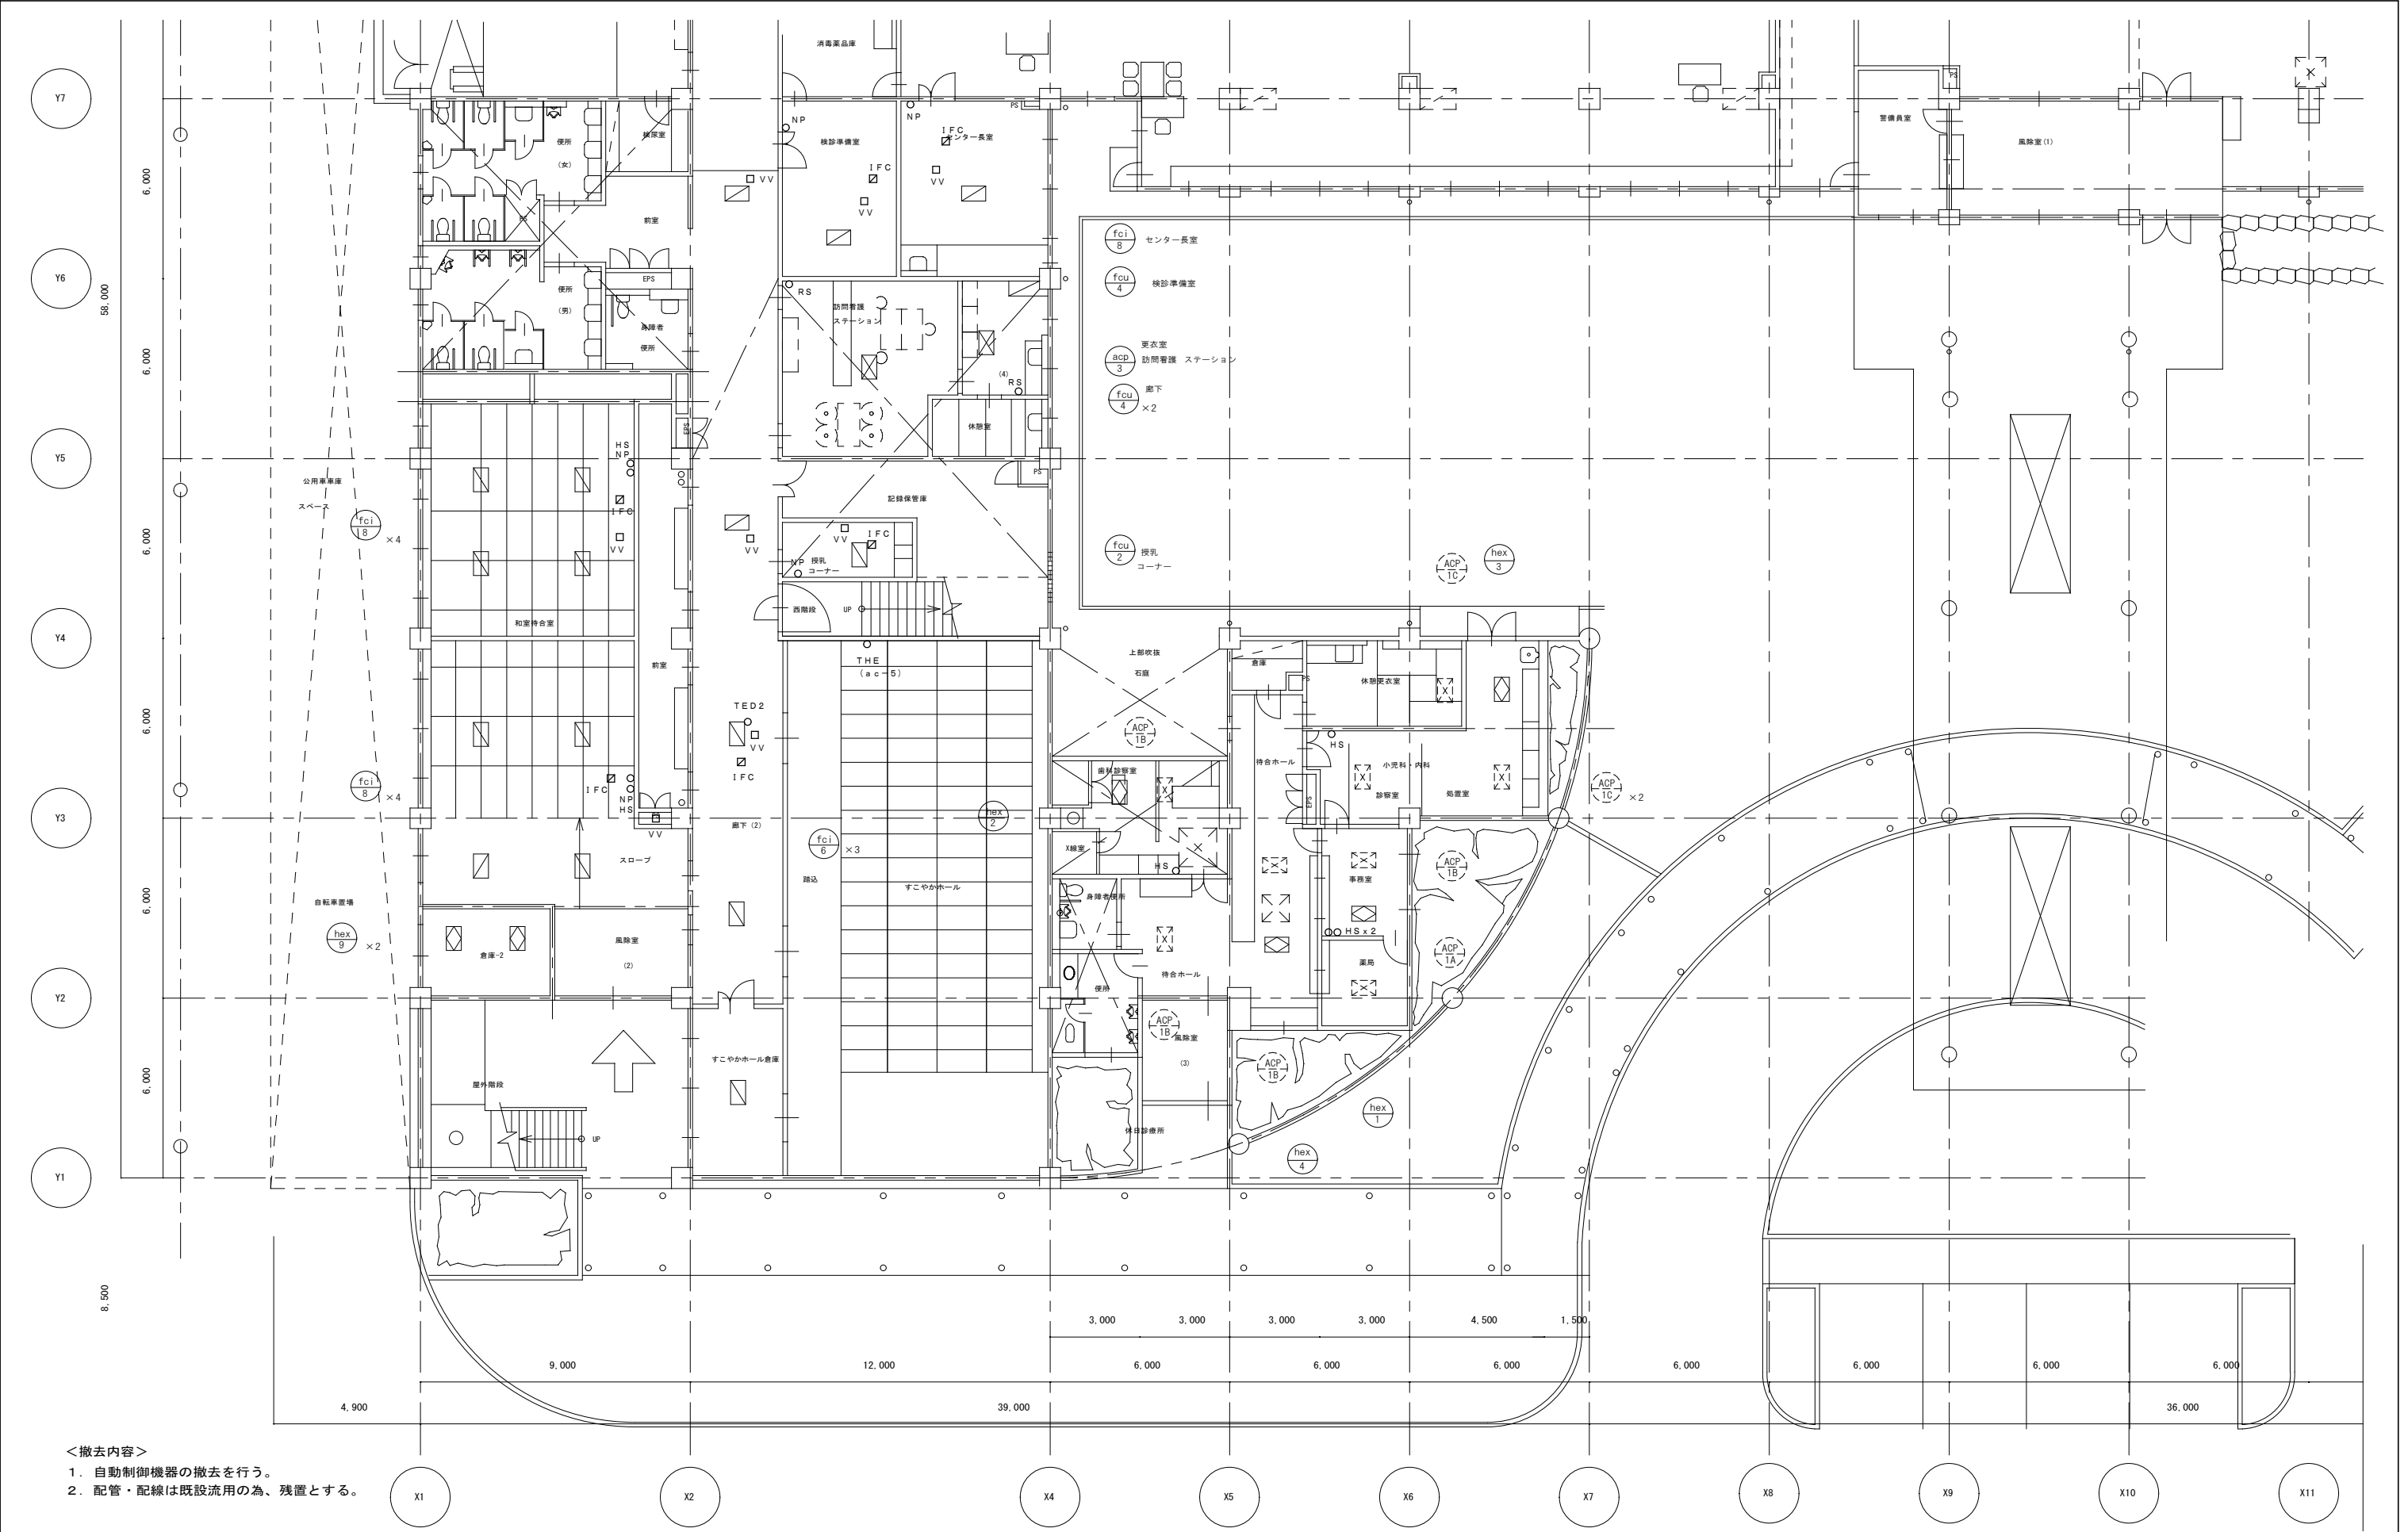 消毒薬品庫
Y7
PS
NP
NP
PS
検尿室
便所
(女)
検診準備室
IFC
センター長室
警備員室
風除室(1)
6,000
IFC
VV
VV
VV
PS
前室
fci
8
センター長室
Y6
EPS
fcu
4
検診準備室
58,000
便所
(男)
RS
訪問看護
ステーション
身障者
便所
6,000
更衣室
acp
3
訪問看護 ステーション
(4)
RS
fcu
4
廊下
×2
休憩室
EPS
HS
NP
Y5
PS
公用車車庫
スペース
記録保管庫
IFC
fci
8
×4
VV
VV
VV
IFC
6,000
fcu
2
授乳
コーナー
NP
授乳
コーナー
ACP
1C
hex
3
西階段
UP
和室待合室
Y4
上部吹抜
石庭
倉庫
THE
(ac-5)
前室
PS
休憩更衣室
TED2
6,000
ACP
1B
VV
HS
IFC
待合ホール
小児科・内科
歯科診察室
fci
8
×4
IFC
NP
HS
診察室
処置室
ACP
1C
×2
EPS
Y3
VV
廊下(2)
hex
2
fci
6
×3
スロープ
X線室
HS
ACP
1B
踏込
すこやかホール
事務室
身障者便所
6,000
自転車置場
hex
9
×2
風除室
(2)
倉庫-2
HSx2
ACP
1A
薬局
待合ホール
便所
Y2
ACP
1B
風除室
(3)
すこやかホール倉庫
ACP
1B
6,000
屋外階段
UP
hex
1
休日診療所
hex
4
Y1
8,500
3,000
3,000
3,000
3,000
4,500
1,500
9,000
12,000
6,000
6,000
6,000
6,000
6,000
6,000
6,000
4,900
39,000
36,000
＜撤去内容＞
１．自動制御機器の撤去を行う。
２．配管・配線は既設流用の為、残置とする。
X1
X2
X4
X5
X6
X7
X8
X9
X10
X11